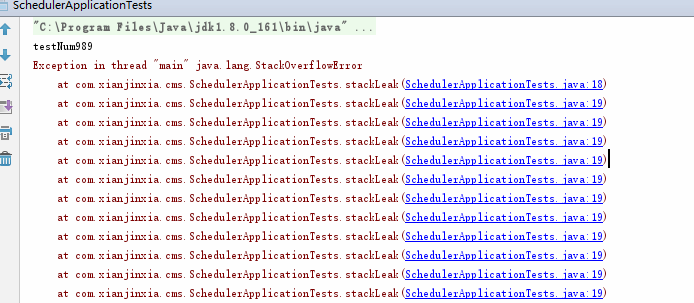 SchedulerApplicationTests
"C:\Program Files\Java\jdk1.8.0_161\bin\java" ...
testNum989
Exception in thread "main" java.lang.StackOverflowError
at com.xianjinxia.cms.SchedulerApplicationTests.stackLeak(SchedulerApplicationTests.java:18)
at com.xianjinxia.cms.SchedulerApplicationTests.stackLeak(SchedulerApplicationTests.java:19)
at com.xianjinxia.cms.SchedulerApplicationTests.stackLeak(SchedulerApplicationTests.java:19)
at com.xianjinxia.cms.SchedulerApplicationTests.stackLeak(SchedulerApplicationTests.java:19)
at com.xianjinxia.cms.SchedulerApplicationTests.stackLeak(SchedulerApplicationTests.java:19)
at com.xianjinxia.cms.SchedulerApplicationTests.stackLeak(SchedulerApplicationTests.java:19)
at com.xianjinxia.cms.SchedulerApplicationTests.stackLeak(SchedulerApplicationTests.java:19)
at com.xianjinxia.cms.SchedulerApplicationTests.stackLeak(SchedulerApplicationTests.java:19)
at com.xianjinxia.cms.SchedulerApplicationTests.stackLeak(SchedulerApplicationTests.java:19)
at com.xianjinxia.cms.SchedulerApplicationTests.stackLeak(SchedulerApplicationTests.java:19)
at com.xianjinxia.cms.SchedulerApplicationTests.stackLeak(SchedulerApplicationTests.java:19)
at com.xianjinxia.cms.SchedulerApplicationTests.stackLeak(SchedulerApplicationTests.java:19)